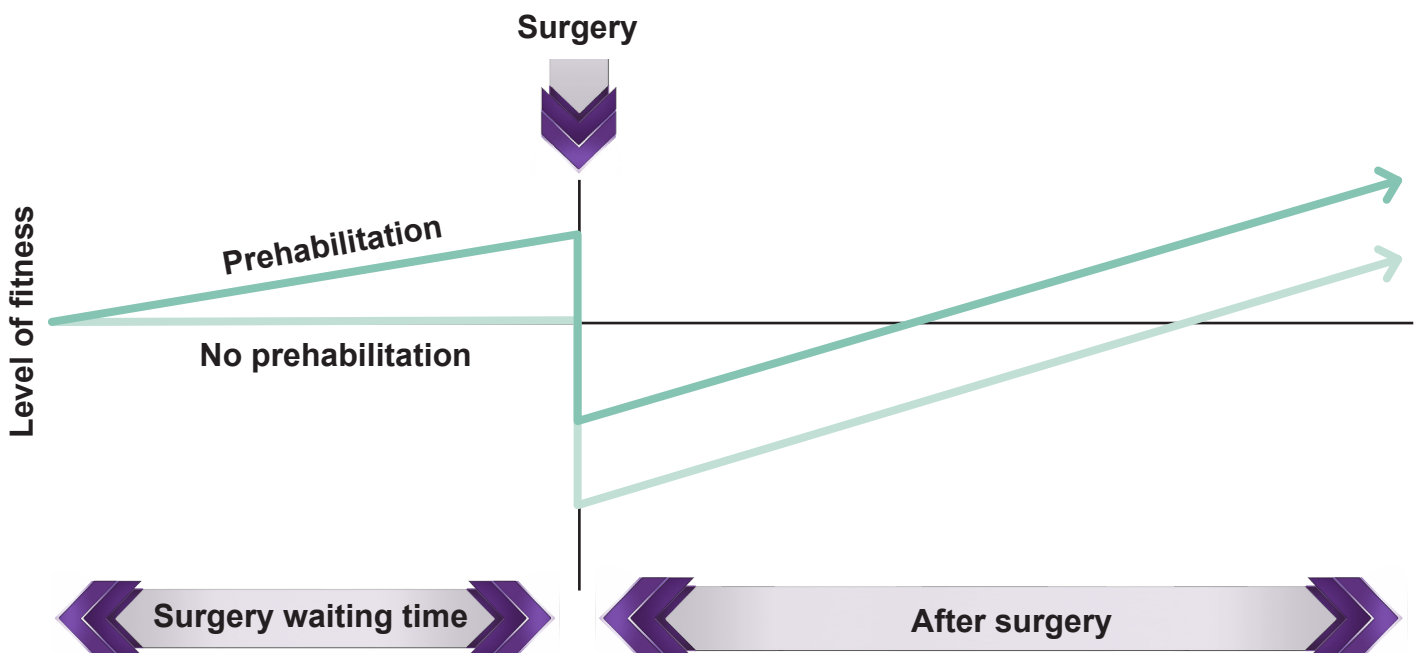 Surgery
Level of fitness
Prehabilitation
No prehabilitation
Surgery waiting time
After surgery